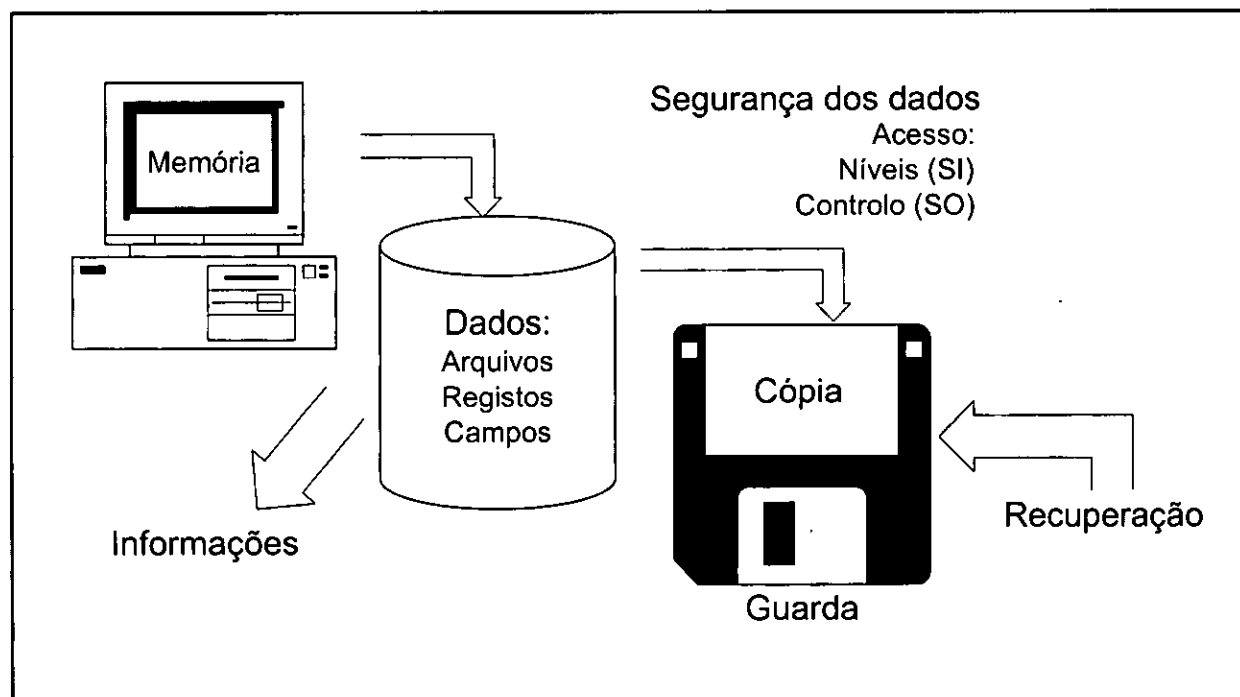 Segurança dos dados
Acesso:
Níveis (SI)
Controlo (SO)
Memória
Dados:
Arquivos
Registos
Campos
Cópia
Recuperação
Informações
Guarda